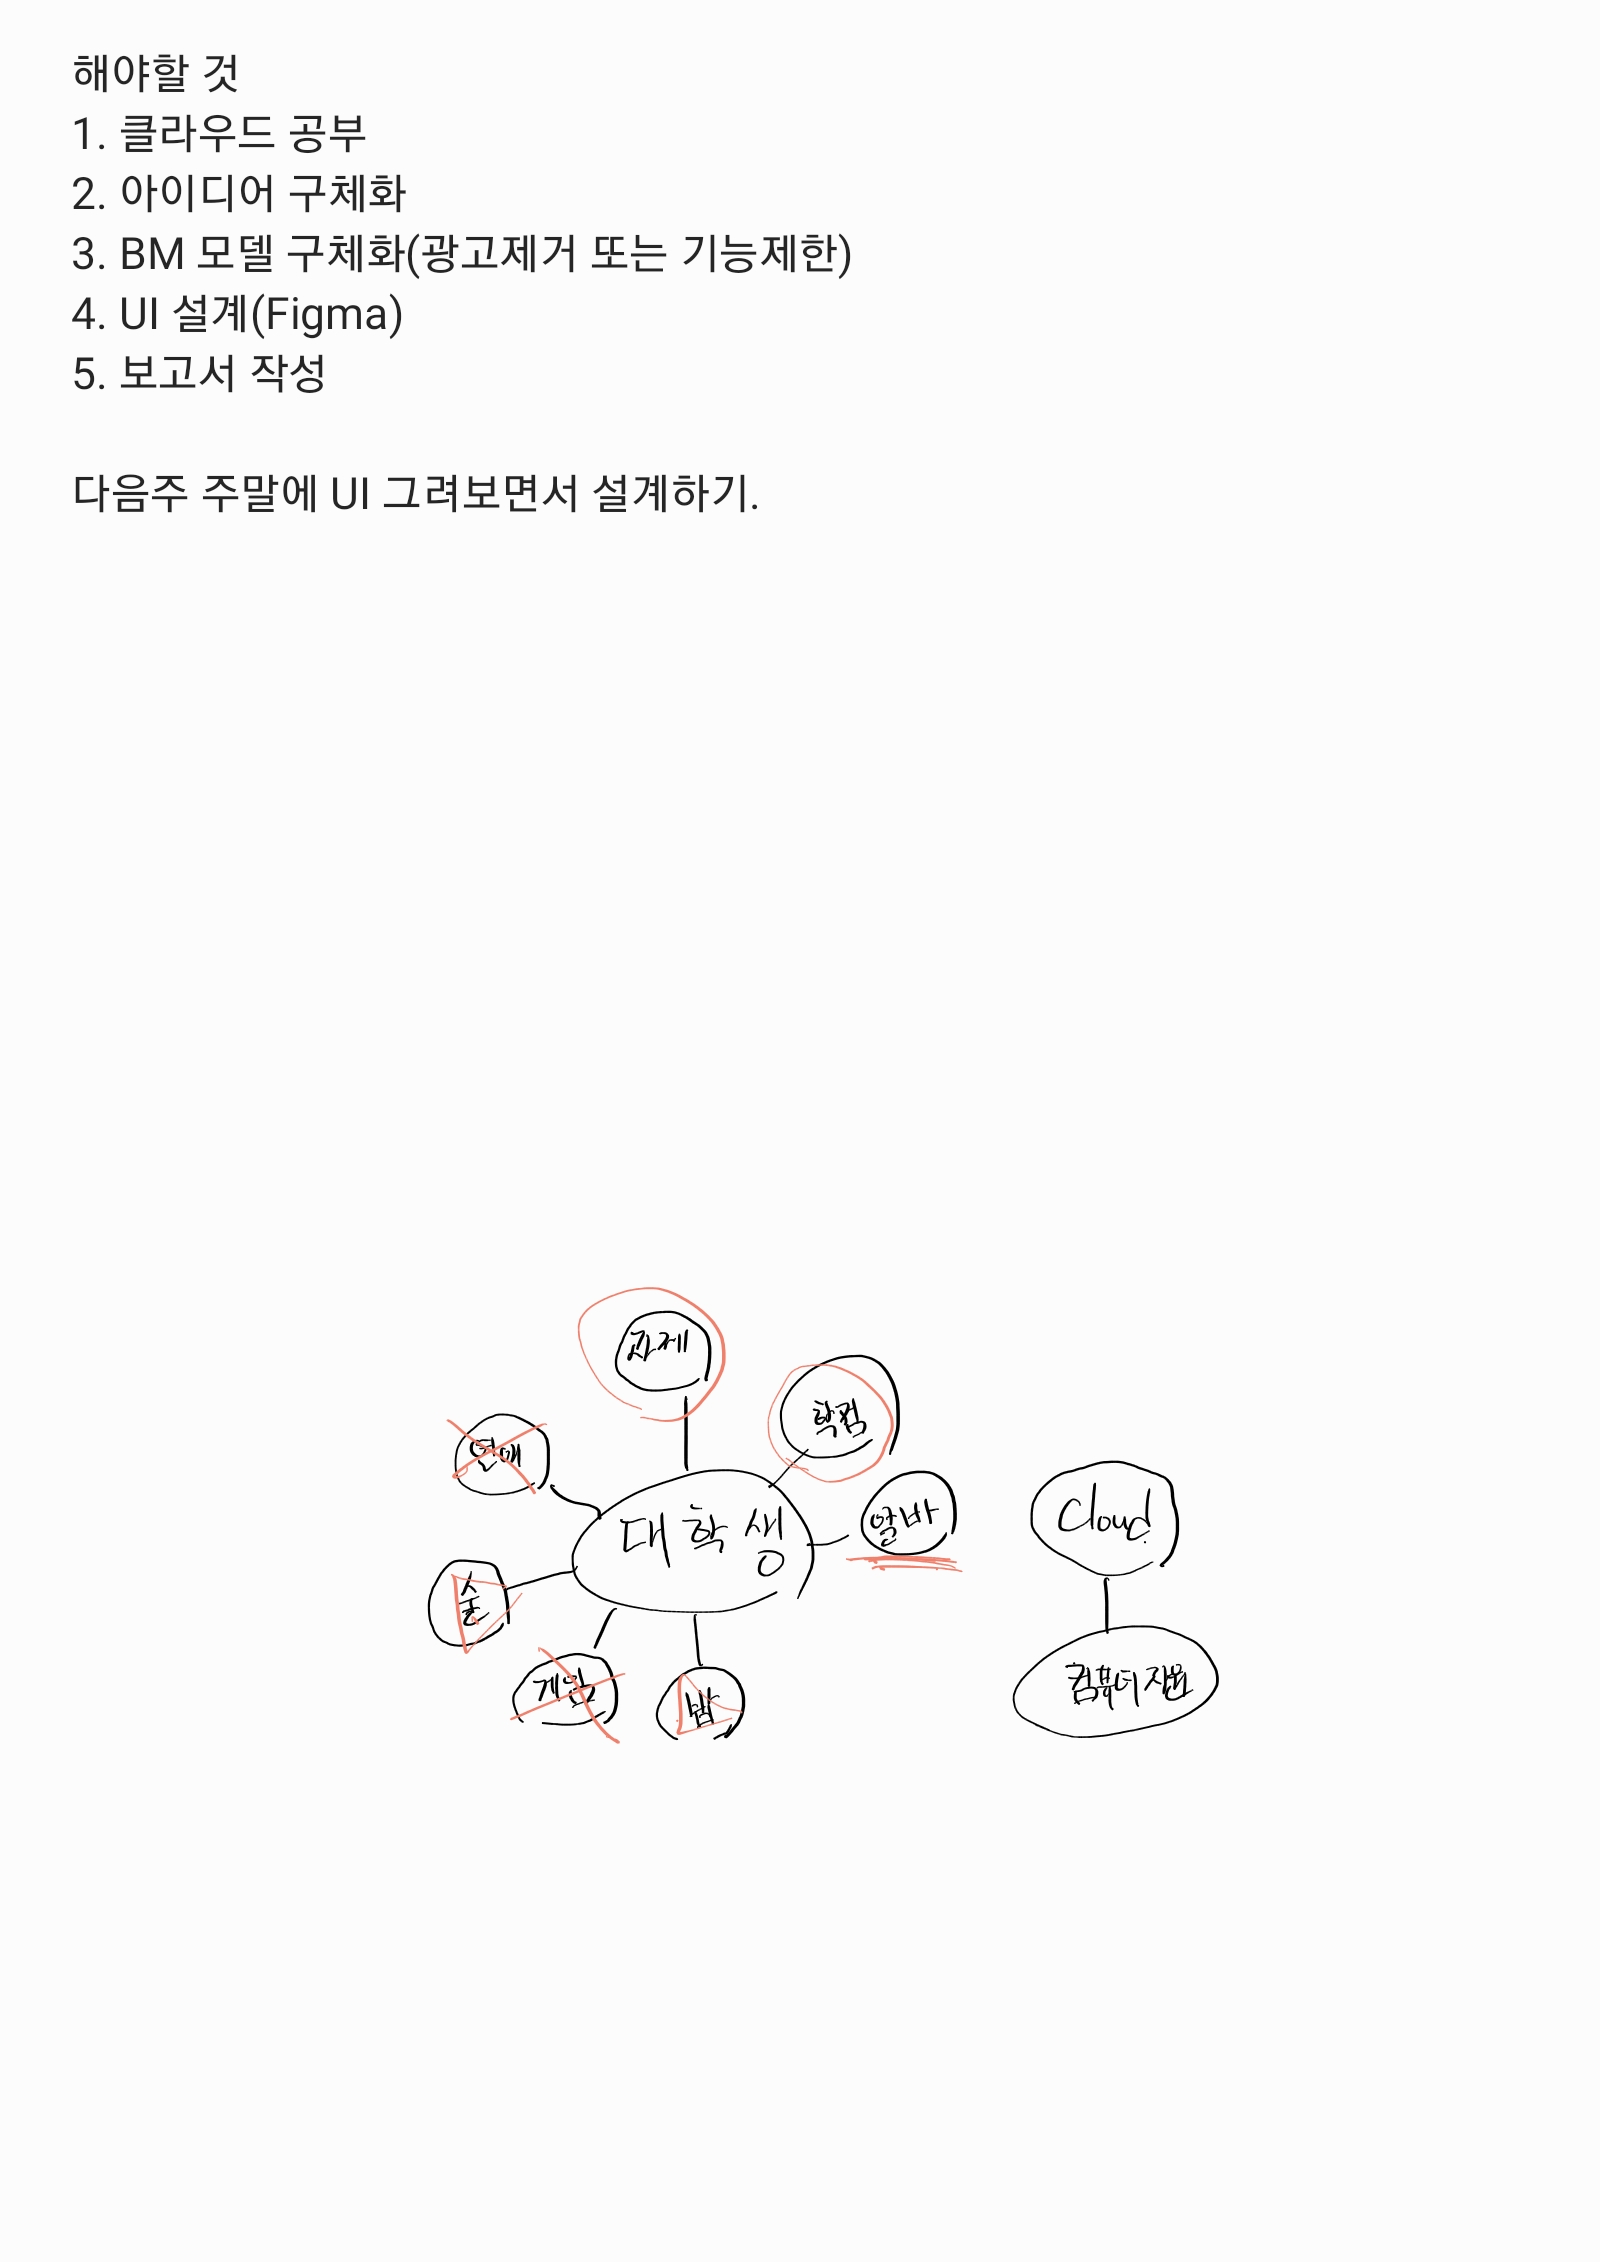 해야할 것
1. 클라우드 공부
2. 아이디어 구체화
3. BM 모델 구체화(광고제거 또는 기능제한)
4. UI 설계(Figma)
5. 보고서 작성
다음주 주말에 UI 그려보면서 설계하기.
과제
학점
연애
알바
Cloud
대학생
술
게임
밥
컴퓨터 자원